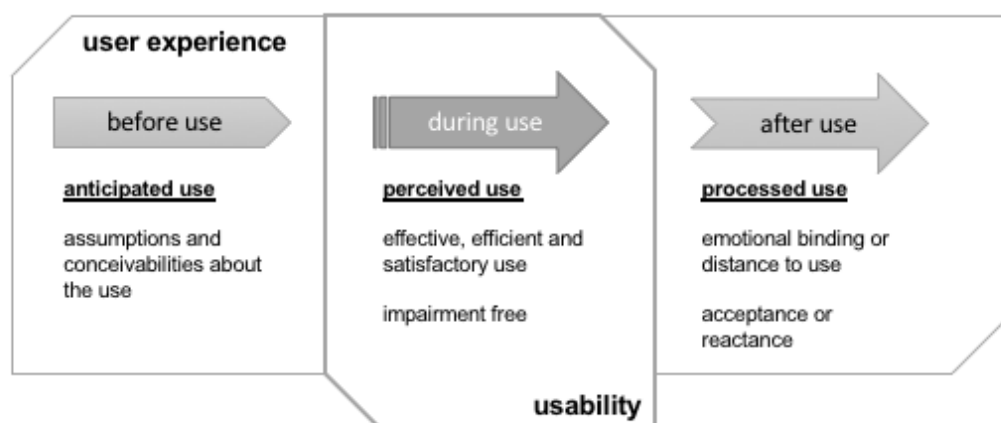 user experience
before use
anticipated use
assumptions and
conceivabilities about
the use
during use
perceived use
effective, efficient and
satisfactory use
impairment free
usability
after use
processed use
emotional binding or
distance to use
acceptance or
reactance